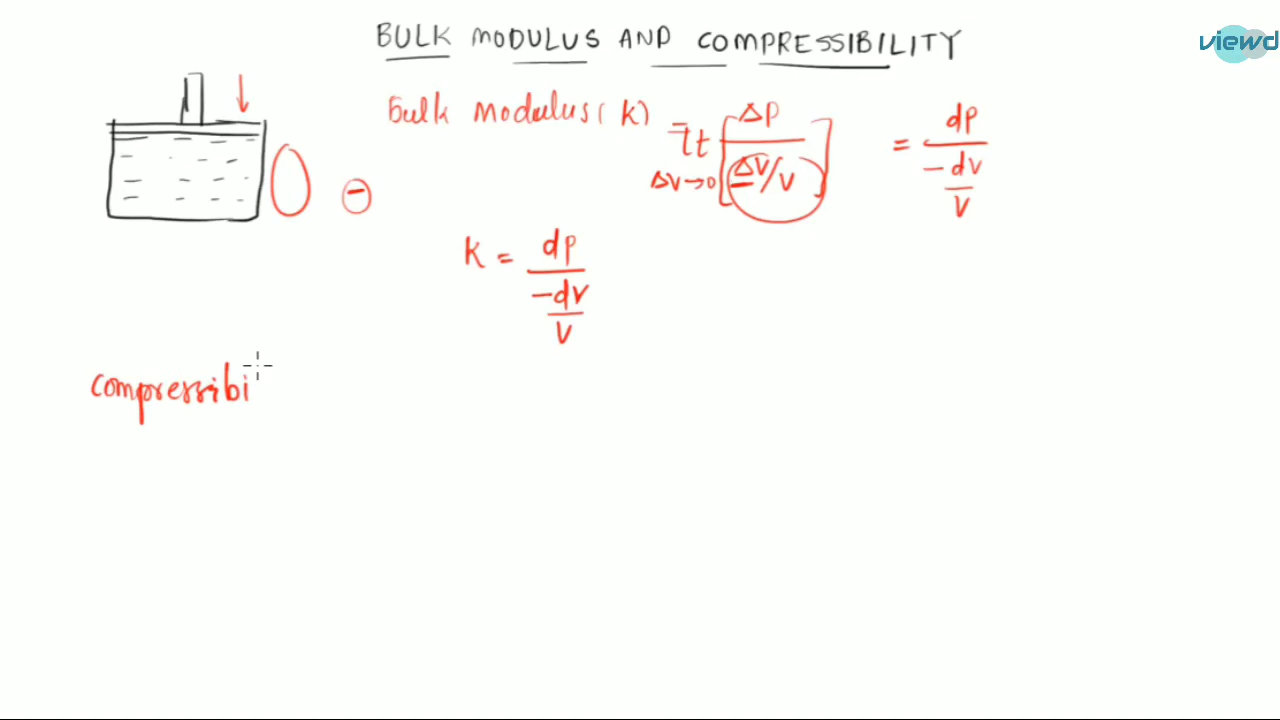 BULK MODULUS AND COMPRESSIBILITY
viewd
Bulk Modulus (k) lt ΔV→0 [ΔP / ΔV/V] = dp / -dv/V
K = dp / -dv/V
⊖
compressibi